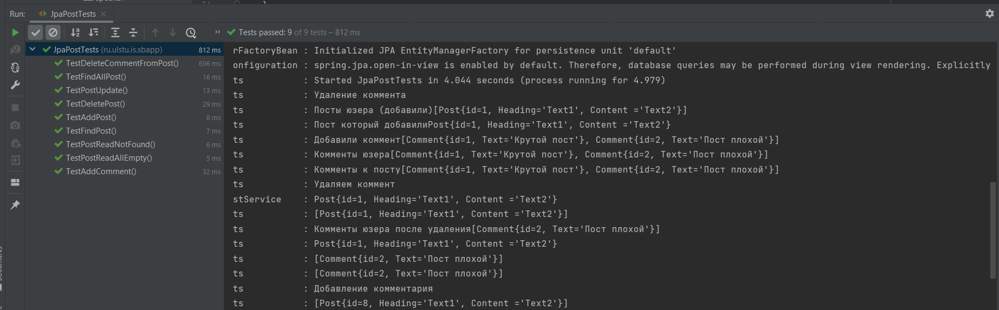 Run: JpaPostTests
Tests passed: 9 of 9 tests – 812 ms
JpaPostTests (ru.ulstu.is.sbapp) 812 ms
TestDeleteCommentFromPost() 696 ms
TestFindAllPost() 16 ms
TestPostUpdate() 13 ms
TestDeletePost() 29 ms
TestAddPost() 8 ms
TestFindPost() 7 ms
TestPostReadNotFound() 6 ms
TestPostReadAllEmpty() 5 ms
TestAddComment() 32 ms
rFactoryBean : Initialized JPA EntityManagerFactory for persistence unit 'default'
onfiguration : spring.jpa.open-in-view is enabled by default. Therefore, database queries may be performed during view rendering. Explicitly
ts : Started JpaPostTests in 4.044 seconds (process running for 4.979)
ts : Удаление коммента
ts : Посты юзера (добавили)[Post{id=1, Heading='Text1', Content ='Text2'}]
ts : Пост который добавилиPost{id=1, Heading='Text1', Content ='Text2'}
ts : Добавили коммент[Comment{id=1, Text='Крутой пост'}, Comment{id=2, Text='Пост плохой'}]
ts : Комменты юзера[Comment{id=1, Text='Крутой пост'}, Comment{id=2, Text='Пост плохой'}]
ts : Комменты к посту[Comment{id=1, Text='Крутой пост'}, Comment{id=2, Text='Пост плохой'}]
ts : Удаляем коммент
stService : Post{id=1, Heading='Text1', Content ='Text2'}
ts : [Post{id=1, Heading='Text1', Content ='Text2'}]
ts : Комменты юзера после удаления[Comment{id=2, Text='Пост плохой'}]
ts : Post{id=1, Heading='Text1', Content ='Text2'}
ts : [Comment{id=2, Text='Пост плохой'}]
ts : [Comment{id=2, Text='Пост плохой'}]
ts : Добавление комментария
ts : [Post{id=8, Heading='Text1', Content ='Text2'}]